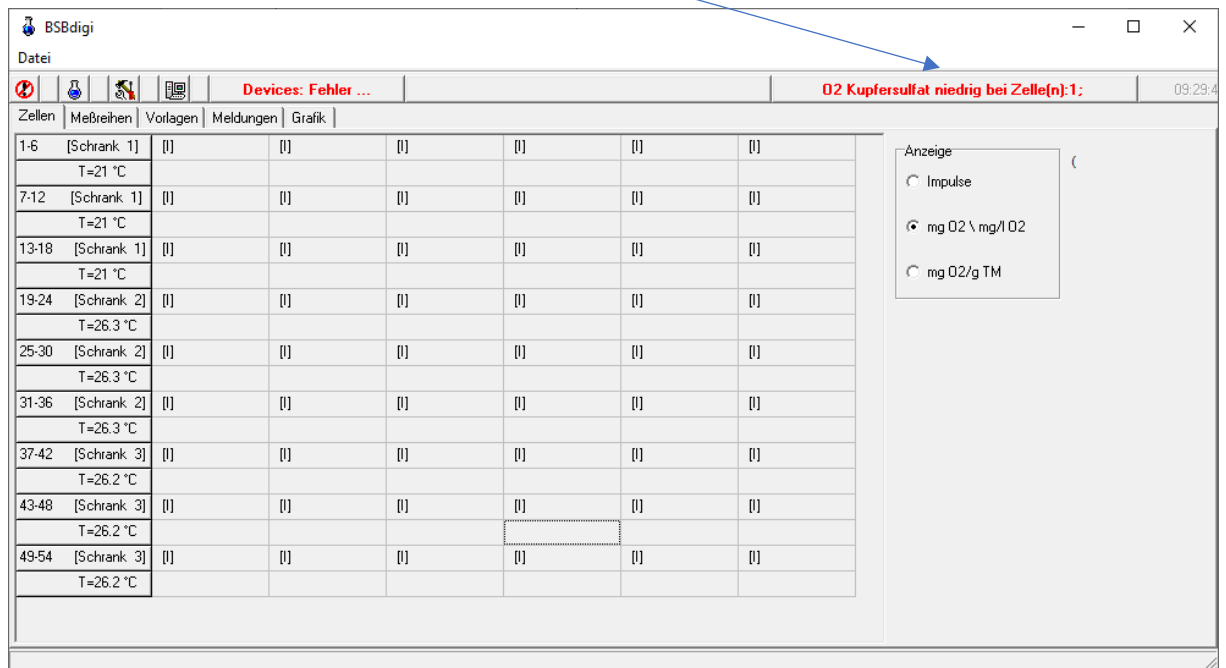 BSBdigi
Datei
Devices: Fehler ... O2 Kupfersulfat niedrig bei Zelle(n):1; 09:29:4
Zellen Meßreihen Vorlagen Meldungen Grafik
1-6 [Schrank 1] [I] [I] [I] [I] [I] [I]
T=21 °C
7-12 [Schrank 1] [I] [I] [I] [I] [I] [I]
T=21 °C
13-18 [Schrank 1] [I] [I] [I] [I] [I] [I]
T=21 °C
19-24 [Schrank 2] [I] [I] [I] [I] [I] [I]
T=26.3 °C
25-30 [Schrank 2] [I] [I] [I] [I] [I] [I]
T=26.3 °C
31-36 [Schrank 2] [I] [I] [I] [I] [I] [I]
T=26.3 °C
37-42 [Schrank 3] [I] [I] [I] [I] [I] [I]
T=26.2 °C
43-48 [Schrank 3] [I] [I] [I] [I] [I] [I]
T=26.2 °C
49-54 [Schrank 3] [I] [I] [I] [I] [I] [I]
T=26.2 °C
Anzeige
Impulse
mg O2 \ mg/l O2
mg O2/g TM
(